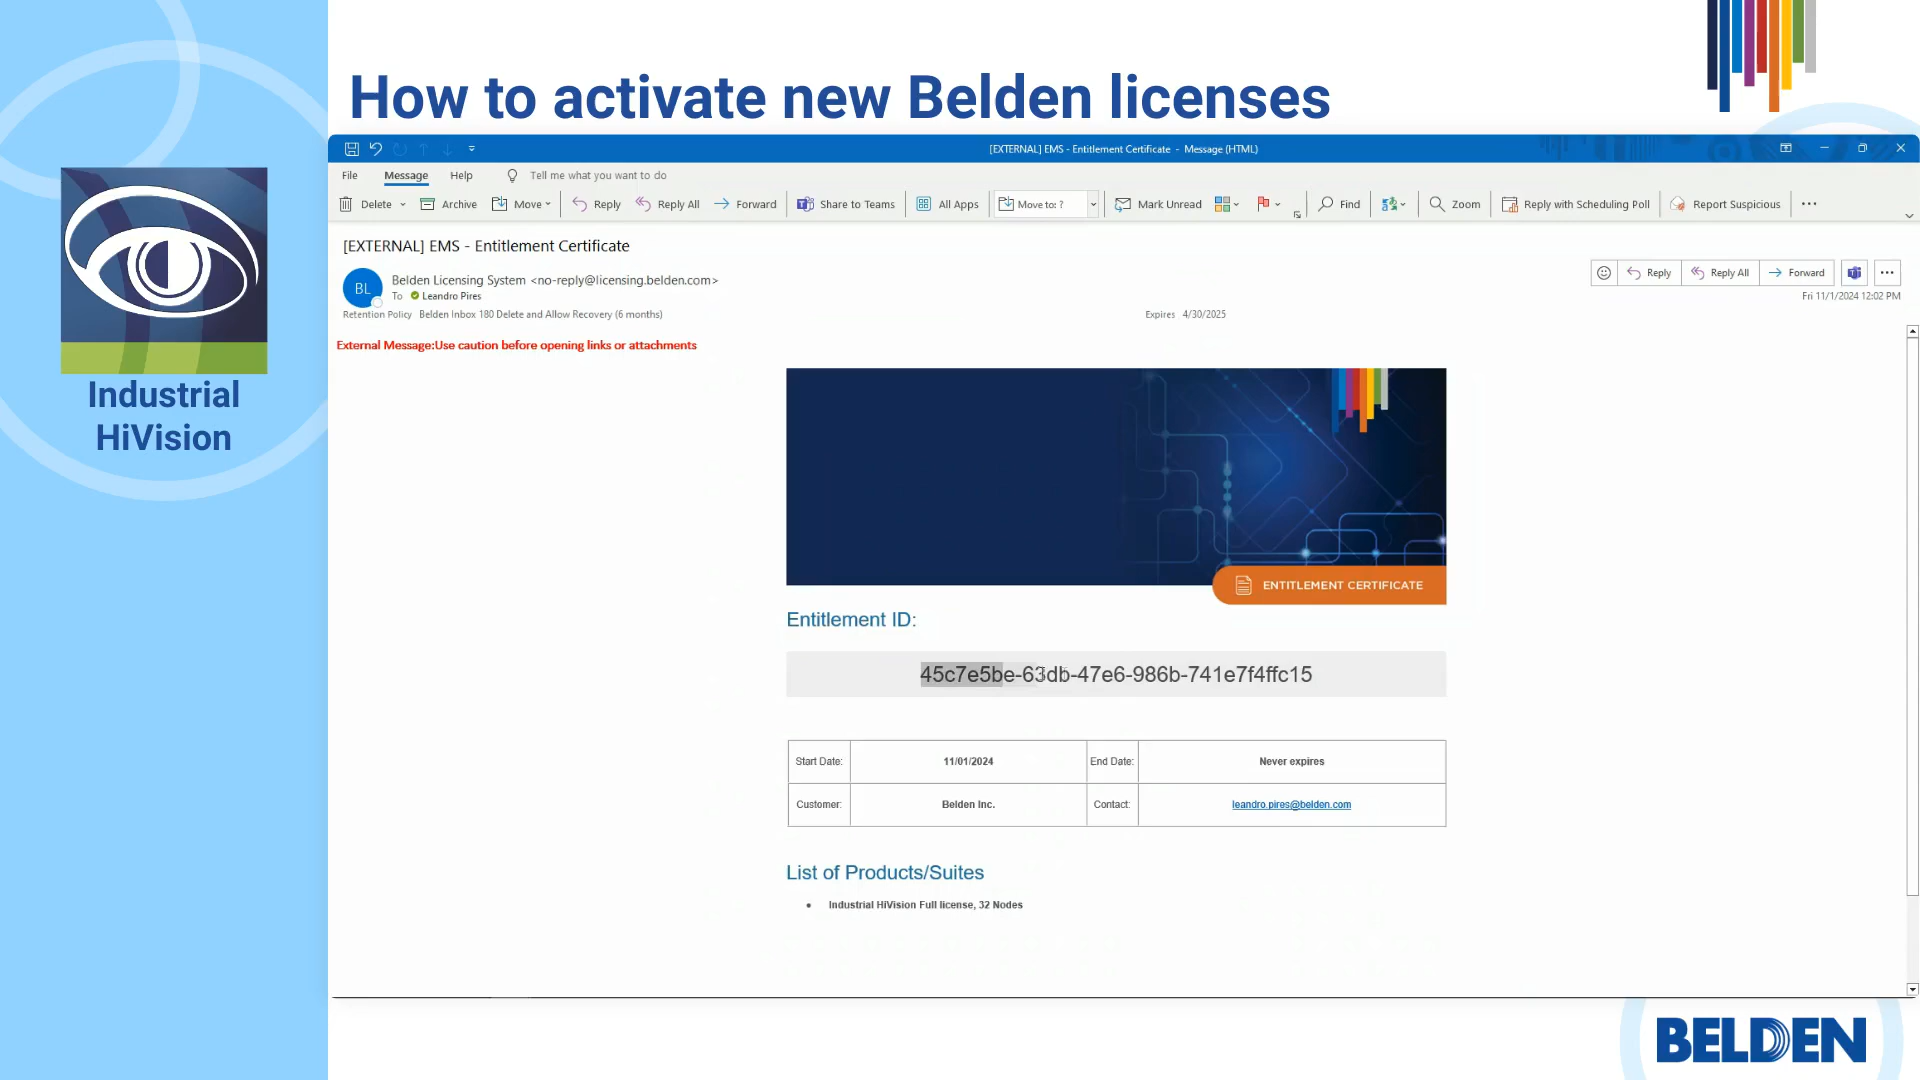 How to activate new Belden licenses
Industrial
HiVision
[EXTERNAL] EMS - Entitlement Certificate - Message (HTML)
File Message Help Tell me what you want to do
Delete Archive Move Reply Reply All Forward Share to Teams All Apps Move to: ? Mark Unread Find Zoom Reply with Scheduling Poll Report Suspicious
[EXTERNAL] EMS - Entitlement Certificate
BL
Belden Licensing System <no-reply@licensing.belden.com>
To Leandro Pires
Reply Reply All Forward
Fri 11/1/2024 12:02 PM
Retention Policy Belden Inbox 180 Delete and Allow Recovery (6 months) Expires 4/30/2025
External Message:Use caution before opening links or attachments
ENTITLEMENT CERTIFICATE
Entitlement ID:
45c7e5be-63db-47e6-986b-741e7f4ffc15
Start Date: 11/01/2024 End Date: Never expires
Customer: Belden Inc. Contact: leandro.pires@belden.com
List of Products/Suites
• Industrial HiVision Full license, 32 Nodes
BELDEN